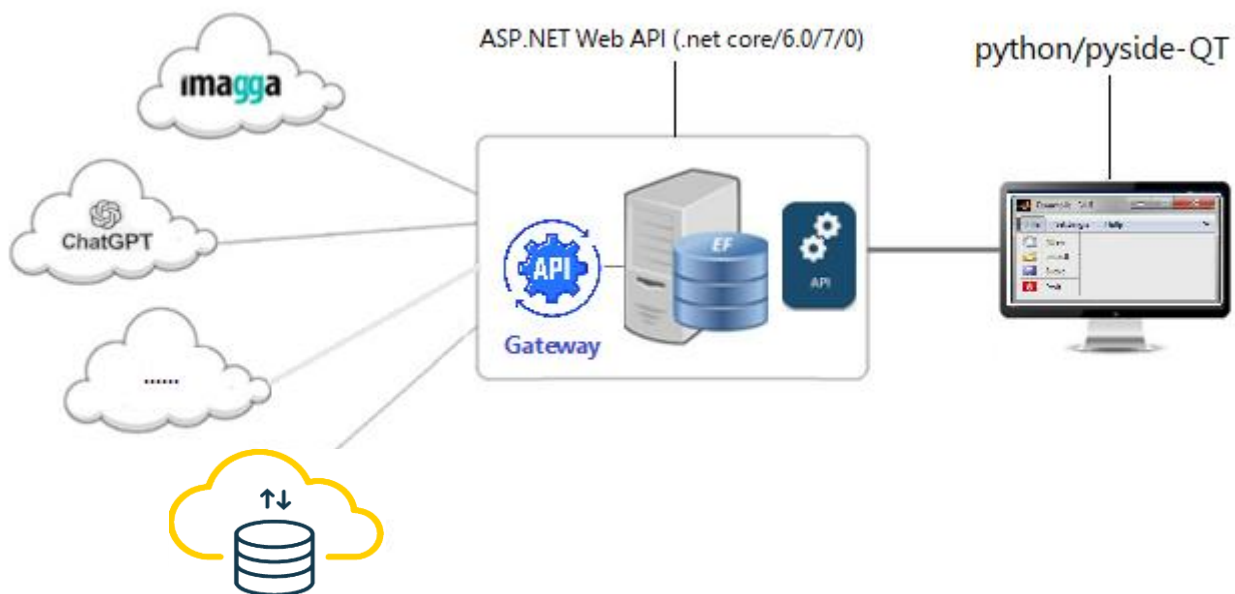 ASP.NET Web API (.net core/6.0/7/0)
python/pyside-QT
imagga
ChatGPT
......
API
Gateway
EF
API
Help